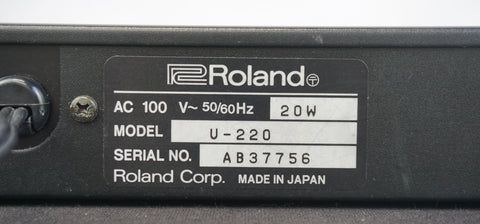 Roland
AC 100 V~ 50/60Hz 20W
MODEL U-220
SERIAL NO. AB37756
Roland Corp. MADE IN JAPAN